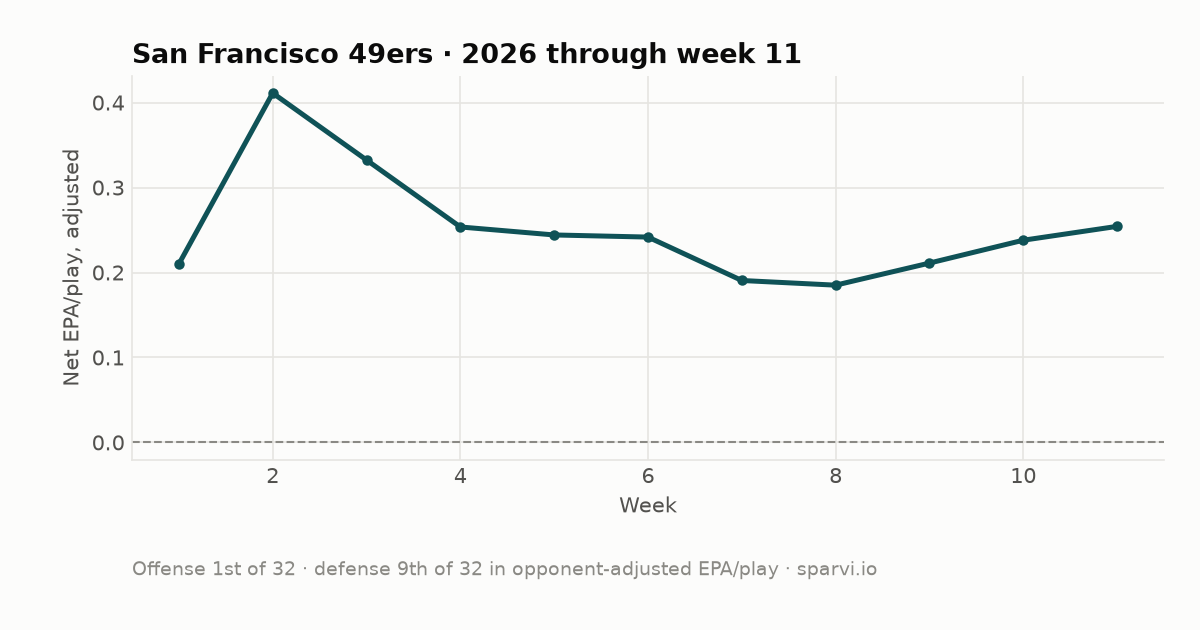 San Francisco 49ers · 2026 through week 11
Net EPA/play, adjusted
0.4
0.3
0.2
0.1
0.0
2 4 6 8 10
Week
Offense 1st of 32 · defense 9th of 32 in opponent-adjusted EPA/play · sparvi.io